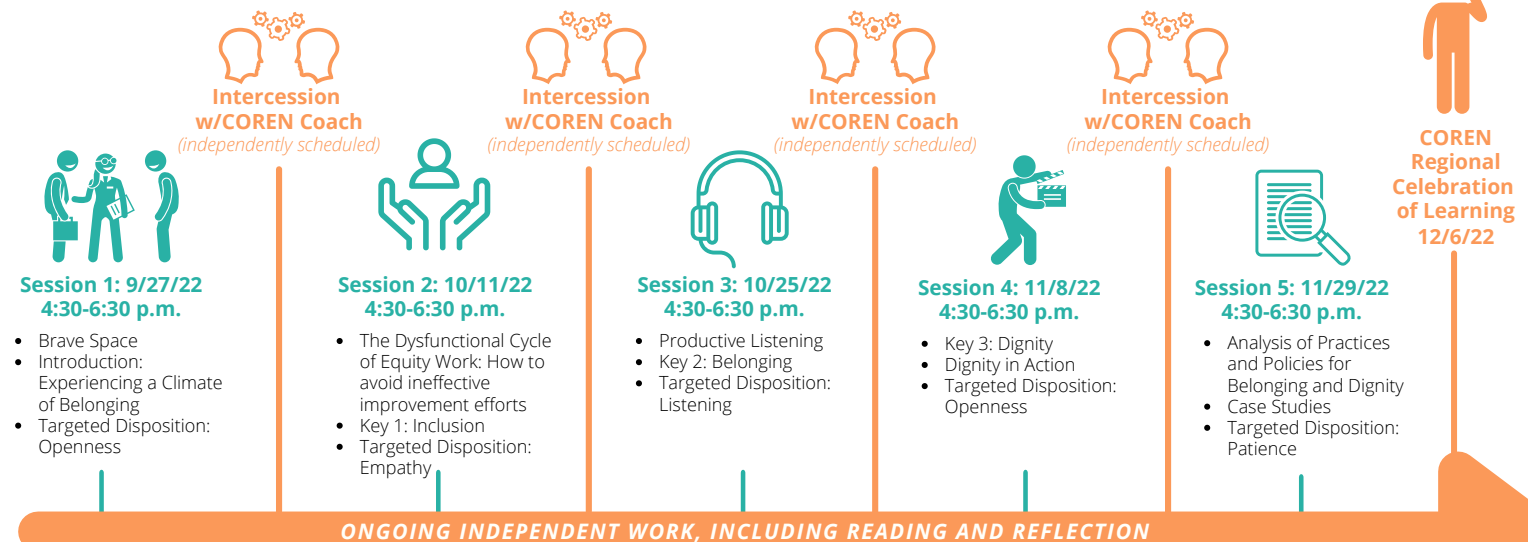 Intercession
w/COREN Coach
(independently scheduled)
Intercession
w/COREN Coach
(independently scheduled)
Intercession
w/COREN Coach
(independently scheduled)
Intercession
w/COREN Coach
(independently scheduled)
COREN
Regional
Celebration
of Learning
12/6/22
Session 1: 9/27/22
4:30-6:30 p.m.
• Brave Space
• Introduction:
Experiencing a Climate
of Belonging
• Targeted Disposition:
Openness
Session 2: 10/11/22
4:30-6:30 p.m.
• The Dysfunctional Cycle
of Equity Work: How to
avoid ineffective
improvement efforts
• Key 1: Inclusion
• Targeted Disposition:
Empathy
Session 3: 10/25/22
4:30-6:30 p.m.
• Productive Listening
• Key 2: Belonging
• Targeted Disposition:
Listening
Session 4: 11/8/22
4:30-6:30 p.m.
• Key 3: Dignity
• Dignity in Action
• Targeted Disposition:
Openness
Session 5: 11/29/22
4:30-6:30 p.m.
• Analysis of Practices
and Policies for
Belonging and Dignity
• Case Studies
• Targeted Disposition:
Patience
ONGOING INDEPENDENT WORK, INCLUDING READING AND REFLECTION